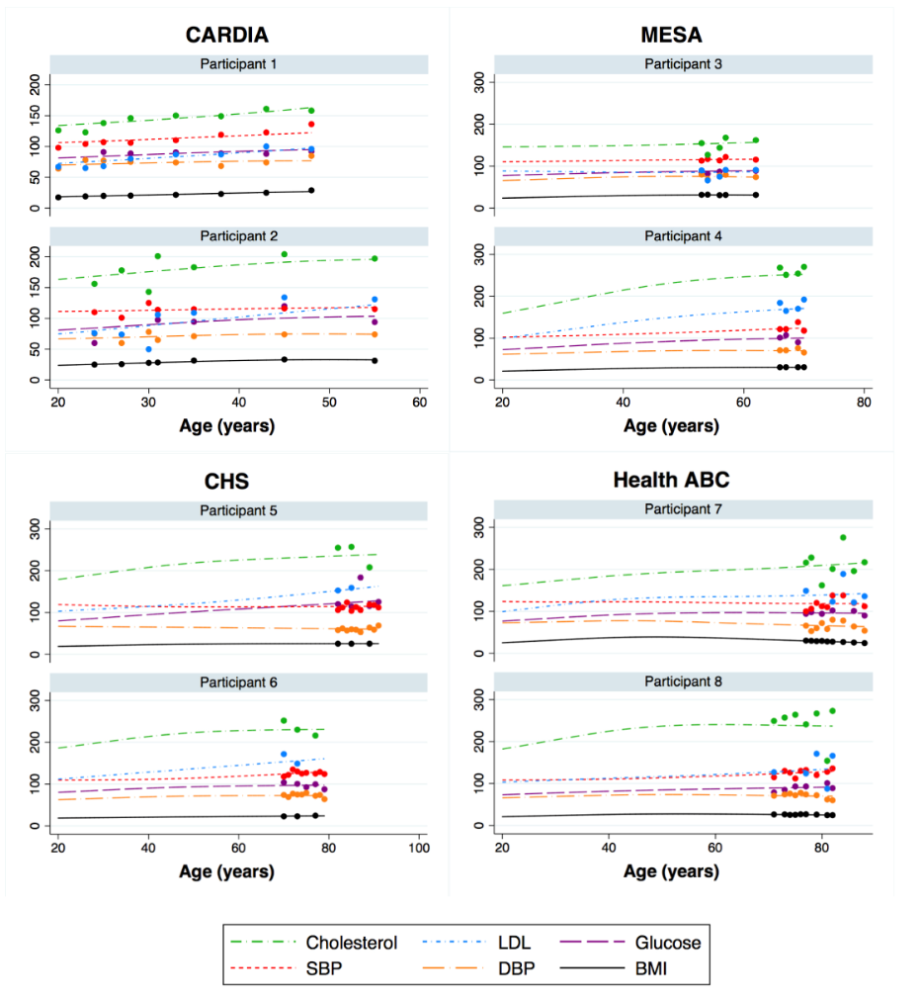 CARDIA
Participant 1
200
150
100
50
0
Participant 2
200
150
100
50
0
20 30 40 50 60
Age (years)
MESA
Participant 3
300
200
100
0
Participant 4
300
200
100
0
20 40 60 80
Age (years)
CHS
Participant 5
300
200
100
0
Participant 6
300
200
100
0
20 40 60 80 100
Age (years)
Health ABC
Participant 7
300
200
100
0
Participant 8
300
200
100
0
20 40 60 80
Age (years)
Cholesterol LDL Glucose
SBP DBP BMI